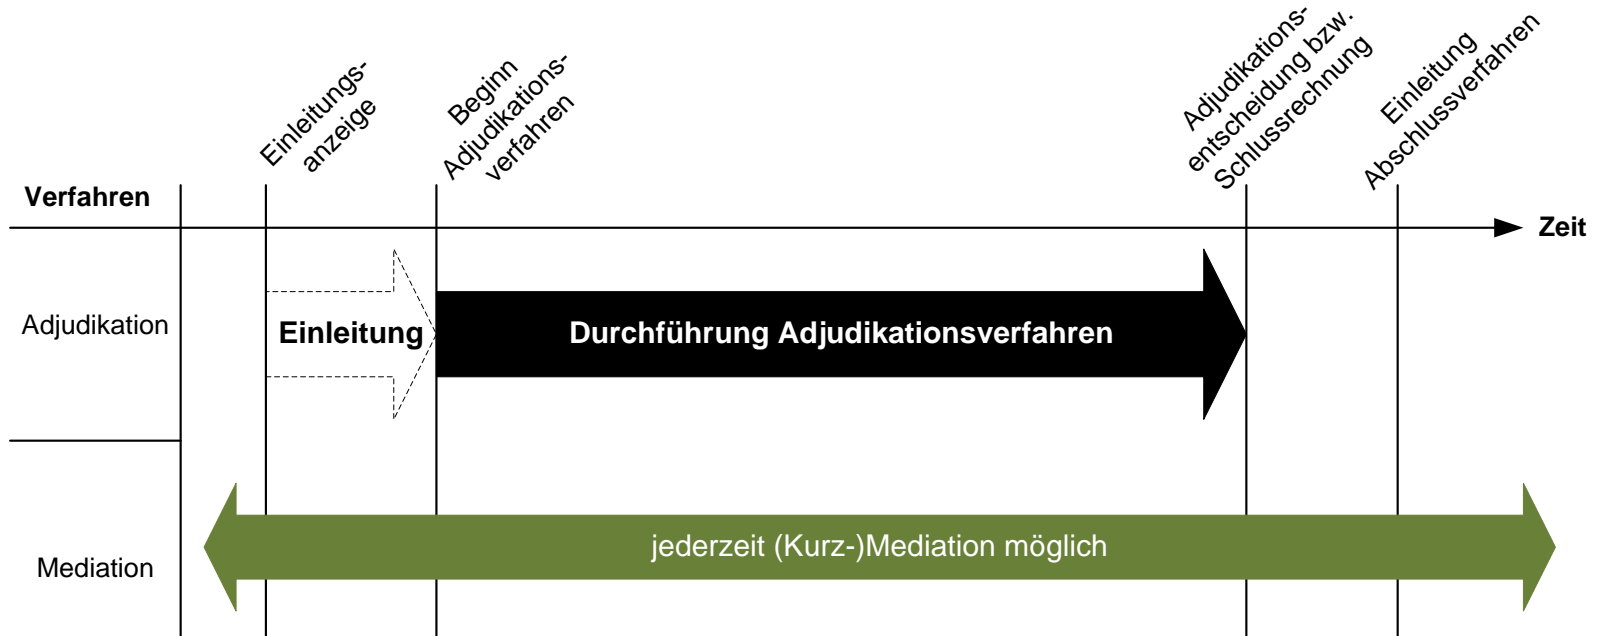 Einleitungs-
anzeige
Beginn
Adjudikations-
verfahren
Adjudikations-
entscheidung bzw.
Schlussrechnung
Einleitung
Abschlussverfahren
Verfahren
Zeit
Adjudikation
Einleitung
Durchführung Adjudikationsverfahren
Mediation
jederzeit (Kurz-)Mediation möglich